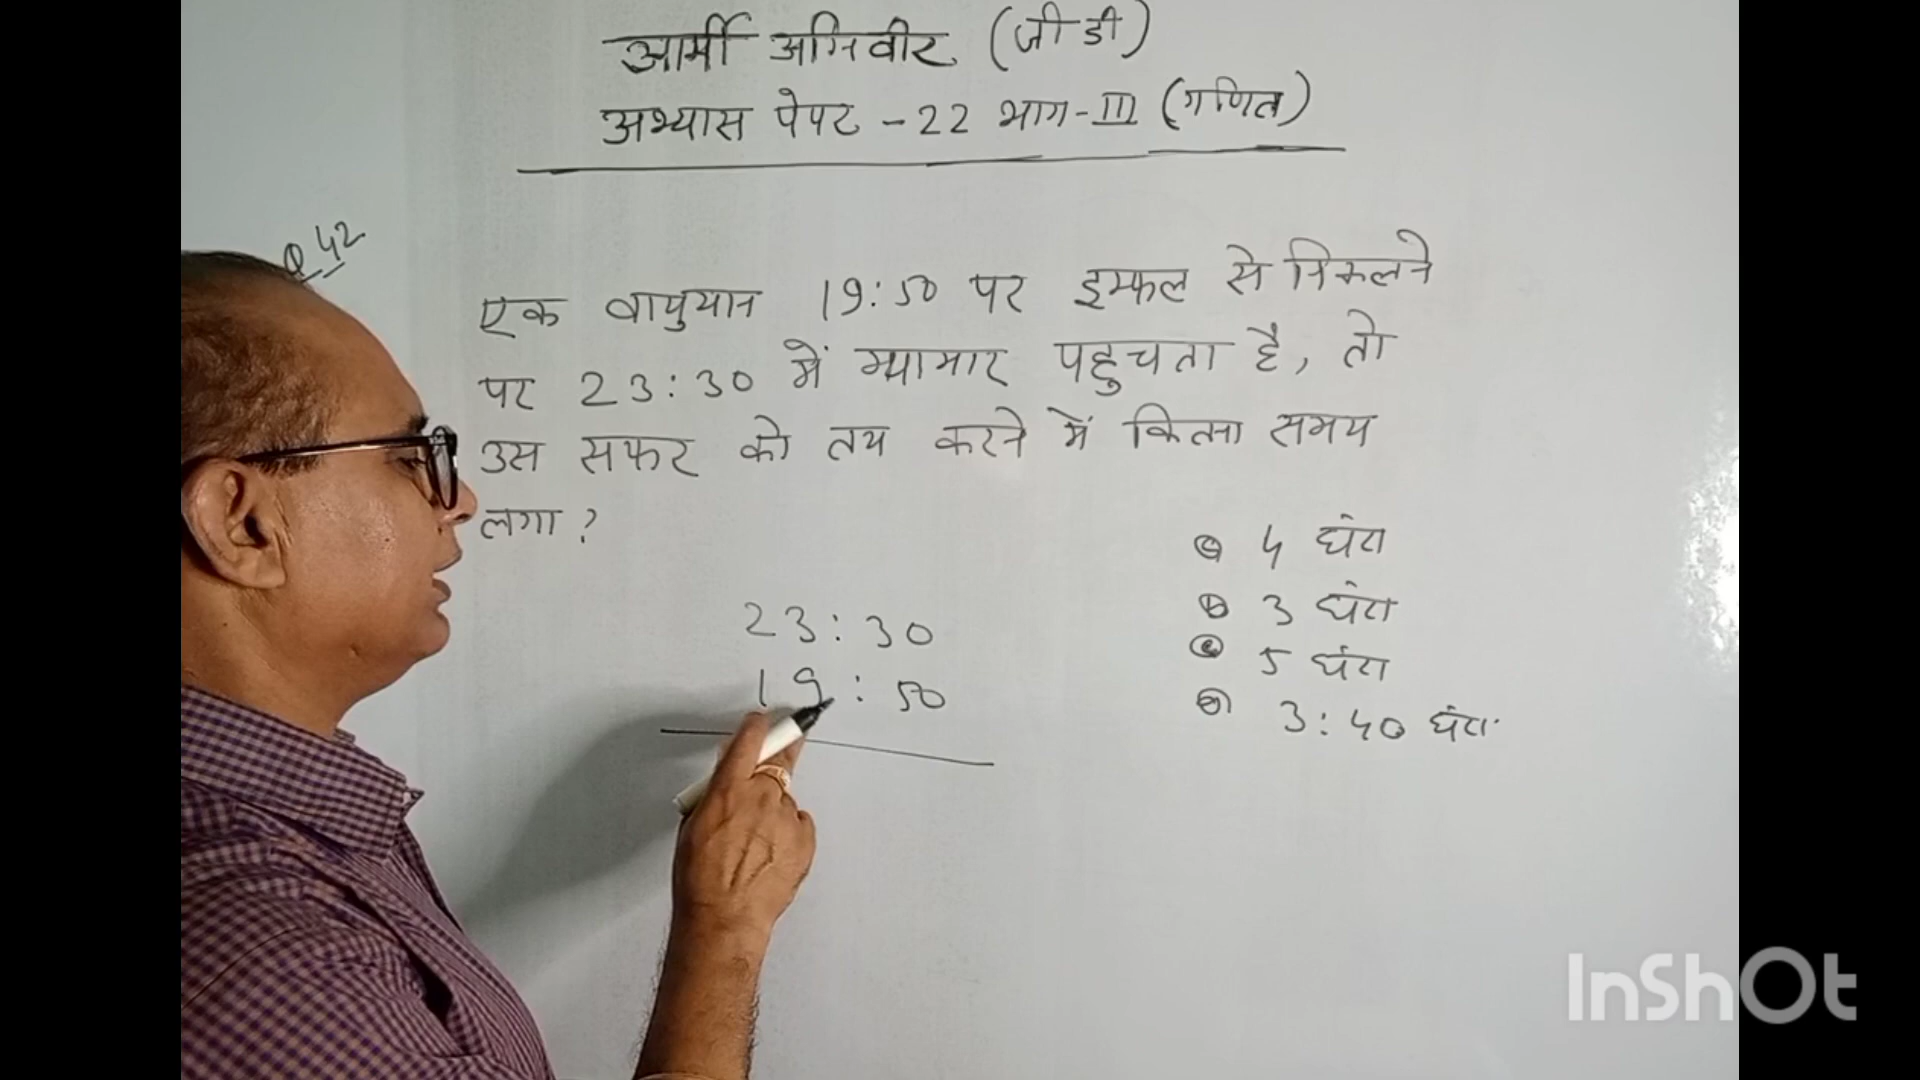 आर्मी अग्निवीर (जी डी)
अभ्यास पेपर - 22 भाग - III (गणित)
Q 42
एक वायुयान 19:50 पर इम्फल से निकलने
पर 23:30 में म्यामार पहुचता है, तो
उस सफर को तय करने में कितना समय
लगा?
(a) 4 घंटा
(b) 3 घंटा
(c) 5 घंटा
(d) 3:40 घंटा
23:30
19:50
InShOt